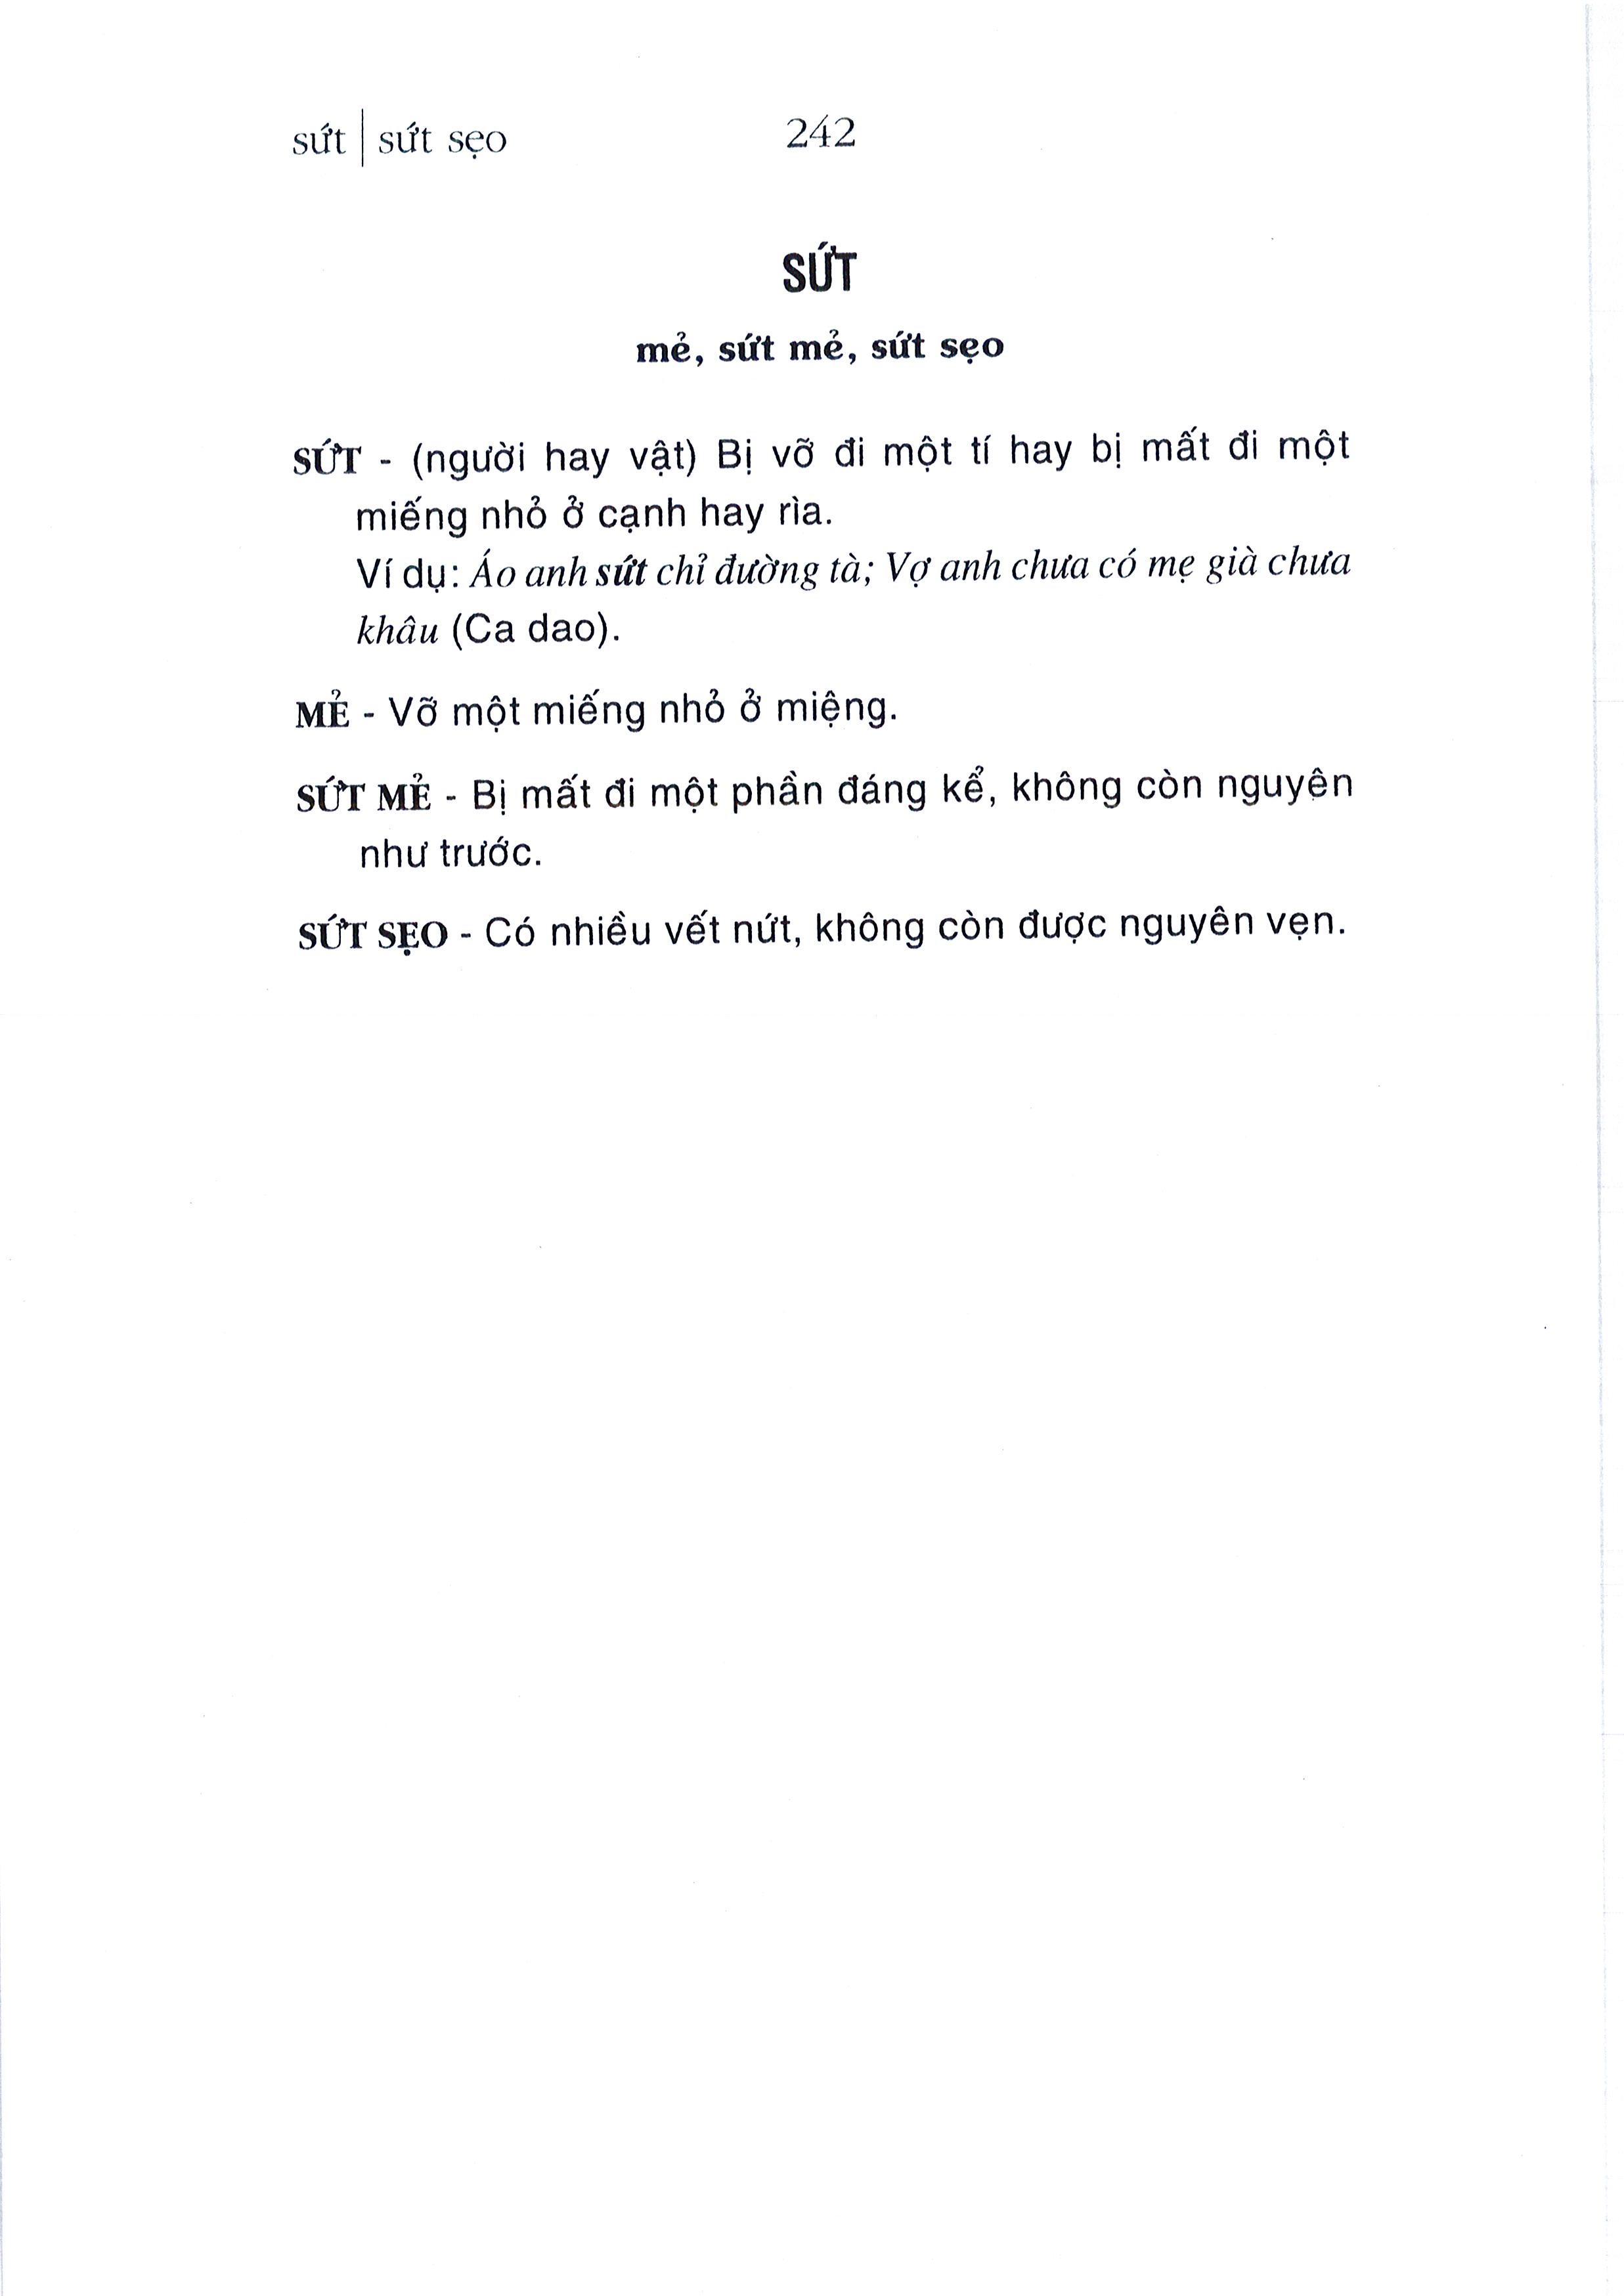 sứt | sứt sẹo 242
SỨT
mẻ, sứt mẻ, sứt sẹo
SỨT - (người hay vật) Bị vỡ đi một tí hay bị mất đi một
miếng nhỏ ở cạnh hay rìa.
Ví dụ: Áo anh sứt chỉ đường tà; Vợ anh chưa có mẹ già chưa
khâu (Ca dao).
MẺ - Vỡ một miếng nhỏ ở miệng.
SỨT MẺ - Bị mất đi một phần đáng kể, không còn nguyên
như trước.
SỨT SẸO - Có nhiều vết nứt, không còn được nguyên vẹn.